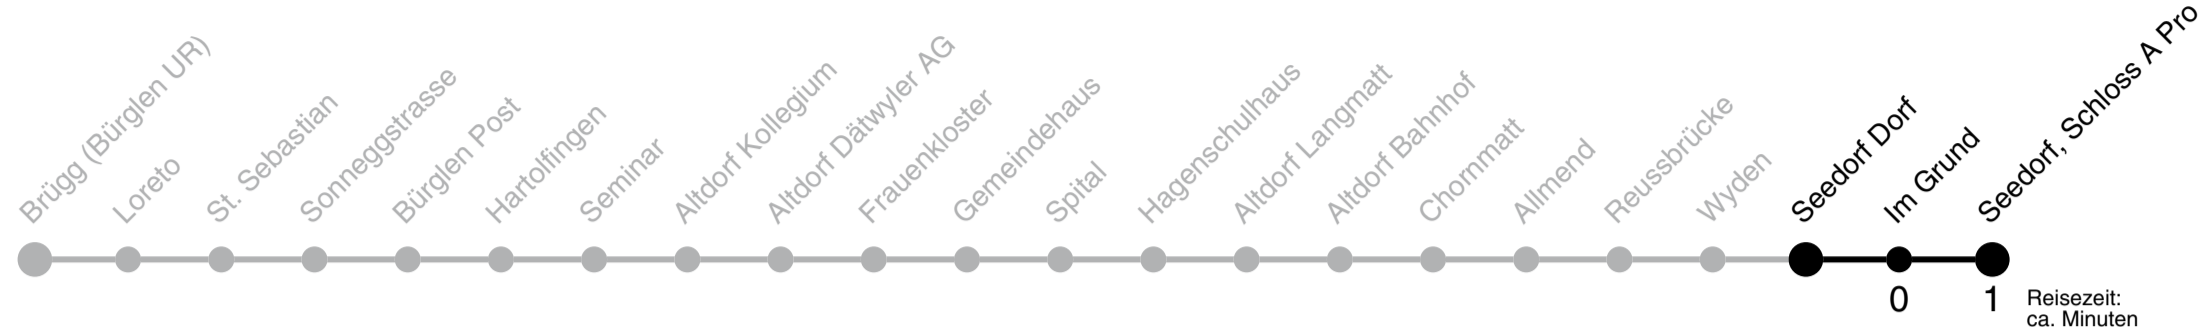 Brügg (Bürglen UR)
Loreto
St. Sebastian
Sonneggstrasse
Bürglen Post
Hartolfingen
Seminar
Altdorf Kollegium
Altdorf Dätwyler AG
Frauenkloster
Gemeindehaus
Spital
Hagenschulhaus
Altdorf Langmatt
Altdorf Bahnhof
Chornmatt
Allmend
Reussbrücke
Wyden
Seedorf Dorf
Im Grund
Seedorf, Schloss A Pro
0
1
Reisezeit:
ca. Minuten